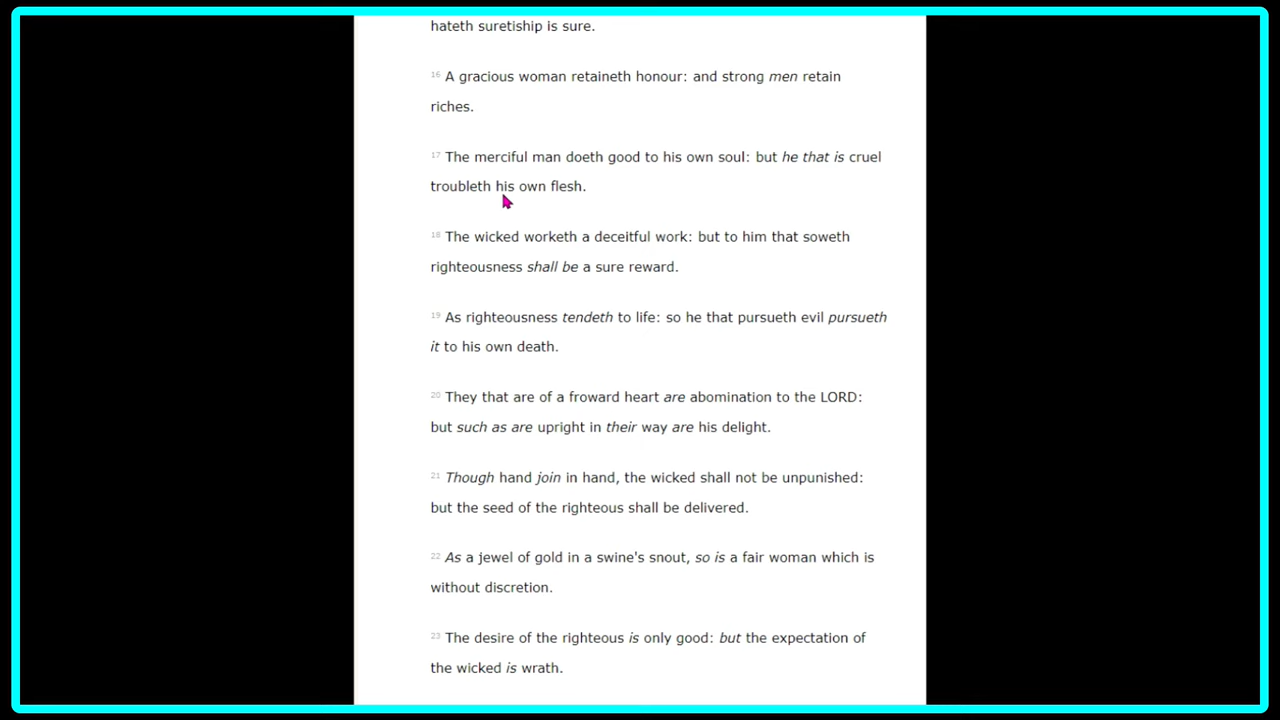 hateth suretiship is sure.
16 A gracious woman retaineth honour: and strong men retain
riches.
17 The merciful man doeth good to his own soul: but he that is cruel
troubleth his own flesh.
18 The wicked worketh a deceitful work: but to him that soweth
righteousness shall be a sure reward.
19 As righteousness tendeth to life: so he that pursueth evil pursueth
it to his own death.
20 They that are of a froward heart are abomination to the LORD:
but such as are upright in their way are his delight.
21 Though hand join in hand, the wicked shall not be unpunished:
but the seed of the righteous shall be delivered.
22 As a jewel of gold in a swine's snout, so is a fair woman which is
without discretion.
23 The desire of the righteous is only good: but the expectation of
the wicked is wrath.